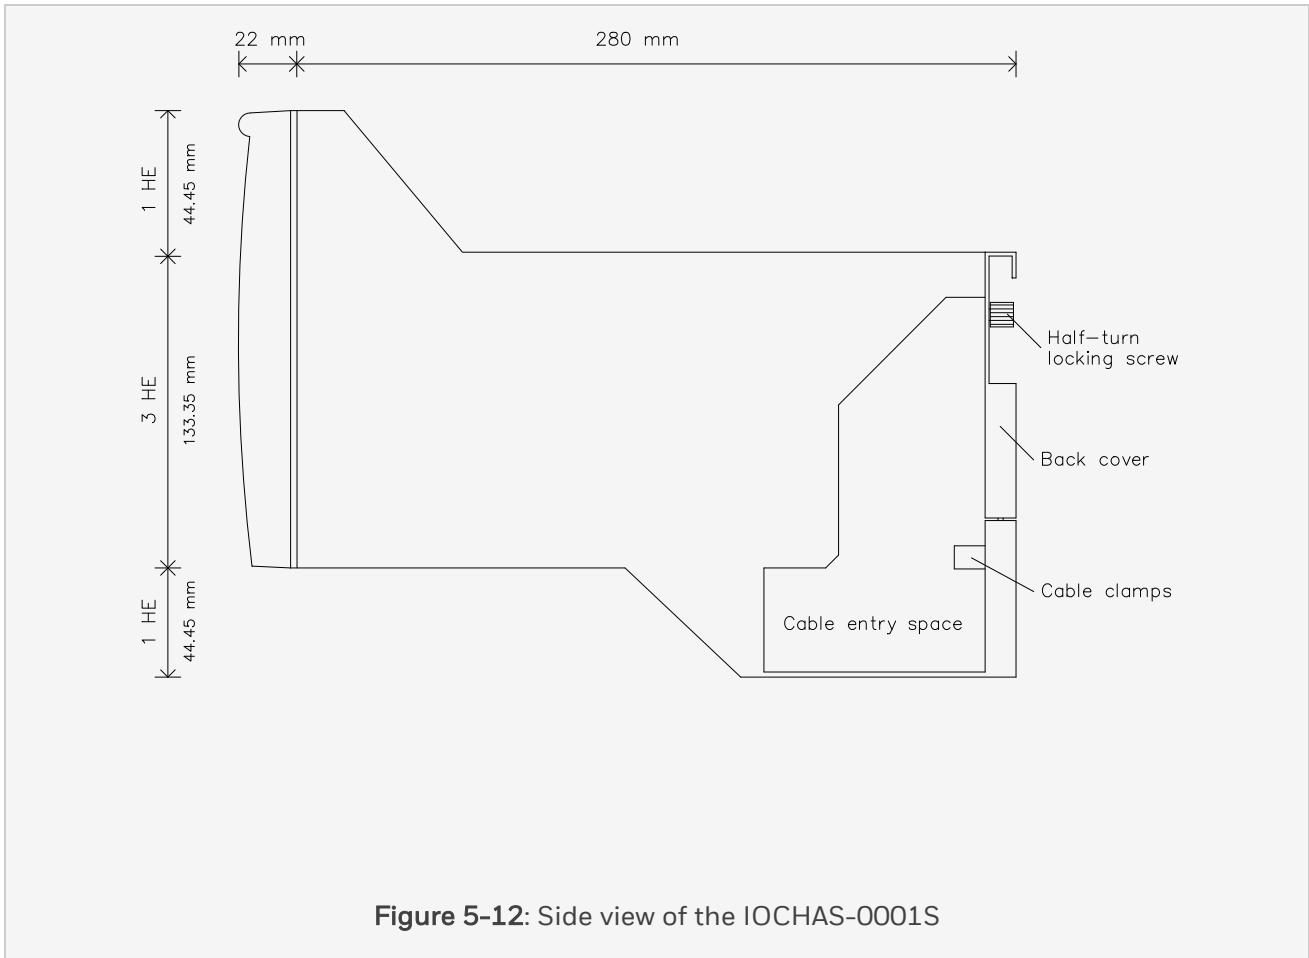 22 mm
280 mm
1 HE
44.45 mm
3 HE
133.35 mm
1 HE
44.45 mm
Half-turn
locking screw
Back cover
Cable clamps
Cable entry space
Figure 5-12: Side view of the IOCHAS-0001S